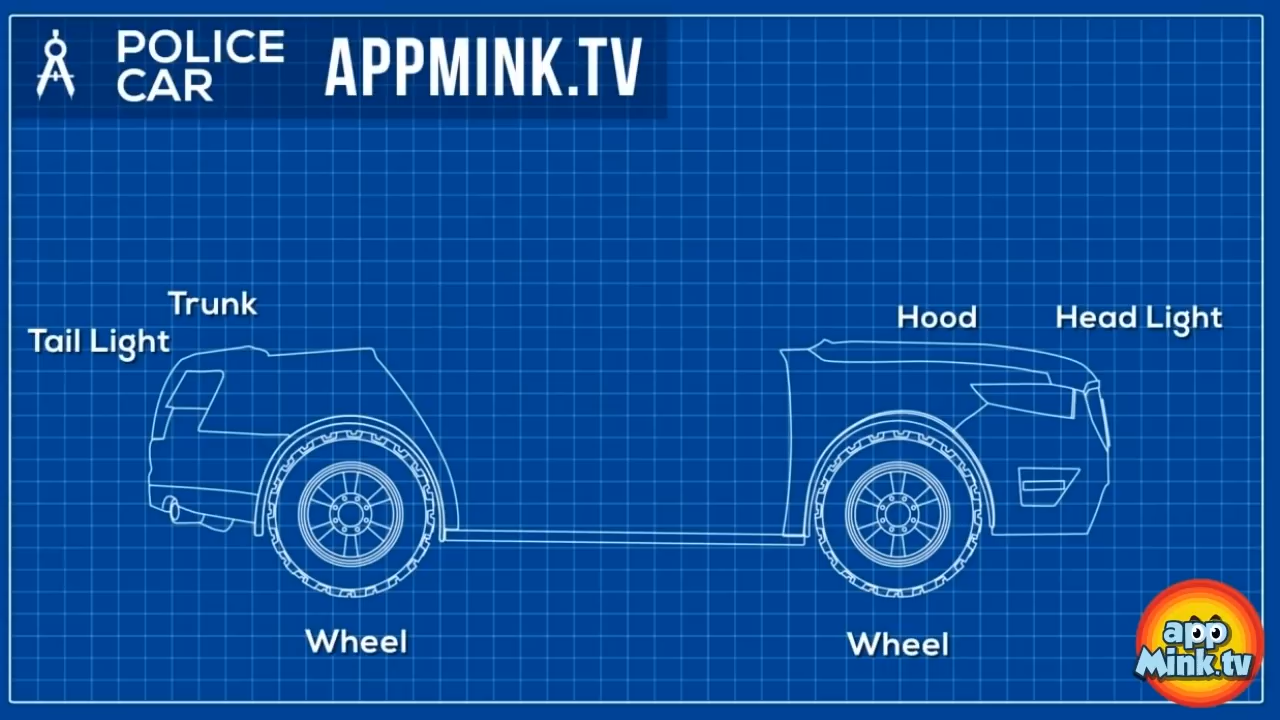 POLICE
CAR
APPMINK.TV
Trunk
Tail Light
Hood
Head Light
Wheel
Wheel
app
Mink.tv